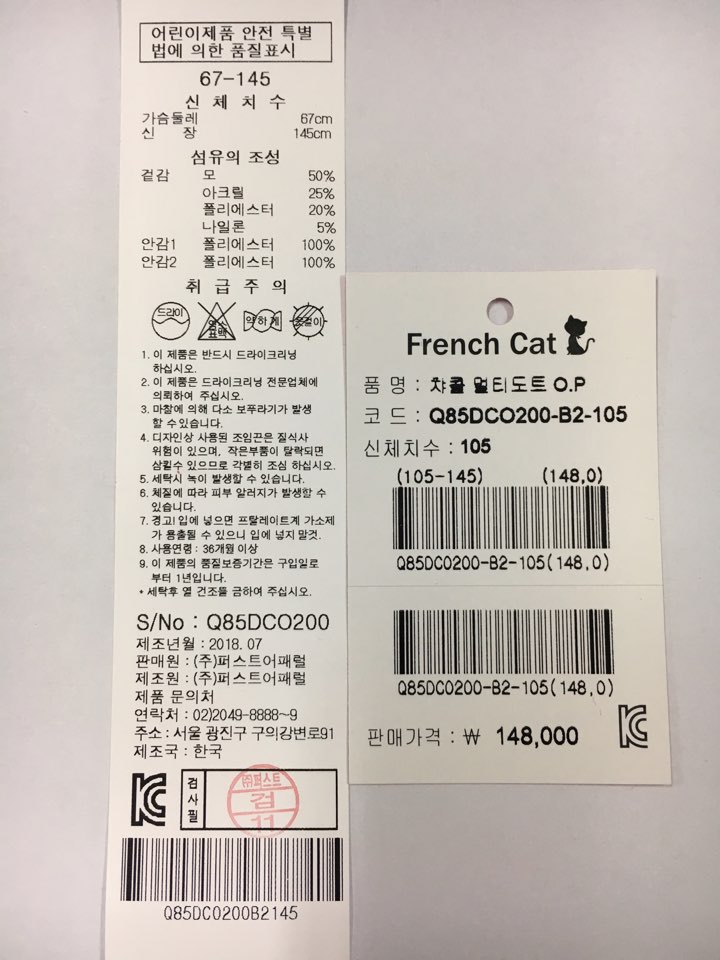 어린이제품 안전 특별
법에 의한 품질표시
67-145
신 체 치 수
가슴둘레 67cm
신 장 145cm
섬유의 조성
겉감 모 50%
아크릴 25%
폴리에스터 20%
나일론 5%
안감1 폴리에스터 100%
안감2 폴리에스터 100%
취 급 주 의
드라이 염소 표백 약하게 옷걸이
1. 이 제품은 반드시 드라이크리닝
하십시오.
2. 이 제품은 드라이크리닝 전문업체에
의뢰하여 주십시오.
3. 마찰에 의해 다소 보푸라기가 발생
할 수 있습니다.
4. 디자인상 사용된 조임끈은 질식사
위험이 있으며, 작은부품이 탈락되면
삼킬수 있으므로 각별히 조심 하십시오.
5. 세탁시 녹이 발생할 수 있습니다.
6. 체질에 따라 피부 알러지가 발생할 수
있습니다.
7. 경고! 입에 넣으면 프탈레이트계 가소제
가 용출될 수 있으니 입에 넣지 말것.
8. 사용연령 : 36개월 이상
9. 이 제품의 품질보증기간은 구입일로
부터 1년입니다.
* 세탁후 열 건조를 금하여 주십시오.
S/No : Q85DCO200
제조년월 : 2018. 07
판매원 : (주)퍼스트어패럴
제조원 : (주)퍼스트어패럴
제품 문의처
연락처 : 02)2049-8888~9
주소 : 서울 광진구 구의강변로91
제조국 : 한국
KC 검사필
(주)퍼스트
검
11
Q85DCO200B2145
French Cat
품 명 : 챠콜 멀티도트 O.P
코 드 : Q85DCO200-B2-105
신체치수 : 105
(105-145) (148,0)
Q85DCO200-B2-105(148,0)
Q85DCO200-B2-105(148,0)
판매가격 : ₩ 148,000 KC